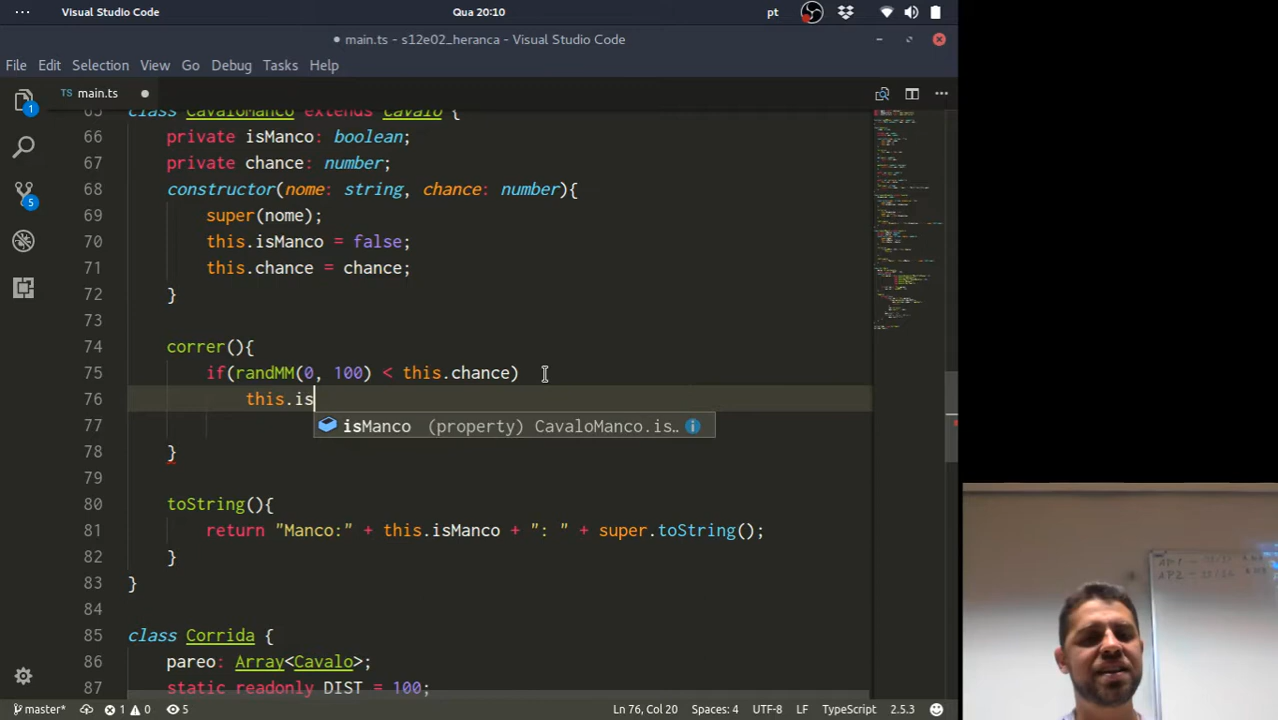 Visual Studio Code
Qua 20:10
pt
main.ts - s12e02_heranca - Visual Studio Code
File Edit Selection View Go Debug Tasks Help
TS main.ts
65 class CavaloManco extends Cavalo {
66 private isManco: boolean;
67 private chance: number;
68 constructor(nome: string, chance: number){
69 super(nome);
70 this.isManco = false;
71 this.chance = chance;
72 }
73
74 correr(){
75 if(randMM(0, 100) < this.chance)
76 this.is
isManco (property) CavaloManco.is…
77
78 }
79
80 toString(){
81 return "Manco:" + this.isManco + ": " + super.toString();
82 }
83 }
84
85 class Corrida {
86 pareo: Array<Cavalo>;
87 static readonly DIST = 100;
1
5
master* 1 0 5
Ln 76, Col 20 Spaces: 4 UTF-8 LF TypeScript 2.5.3